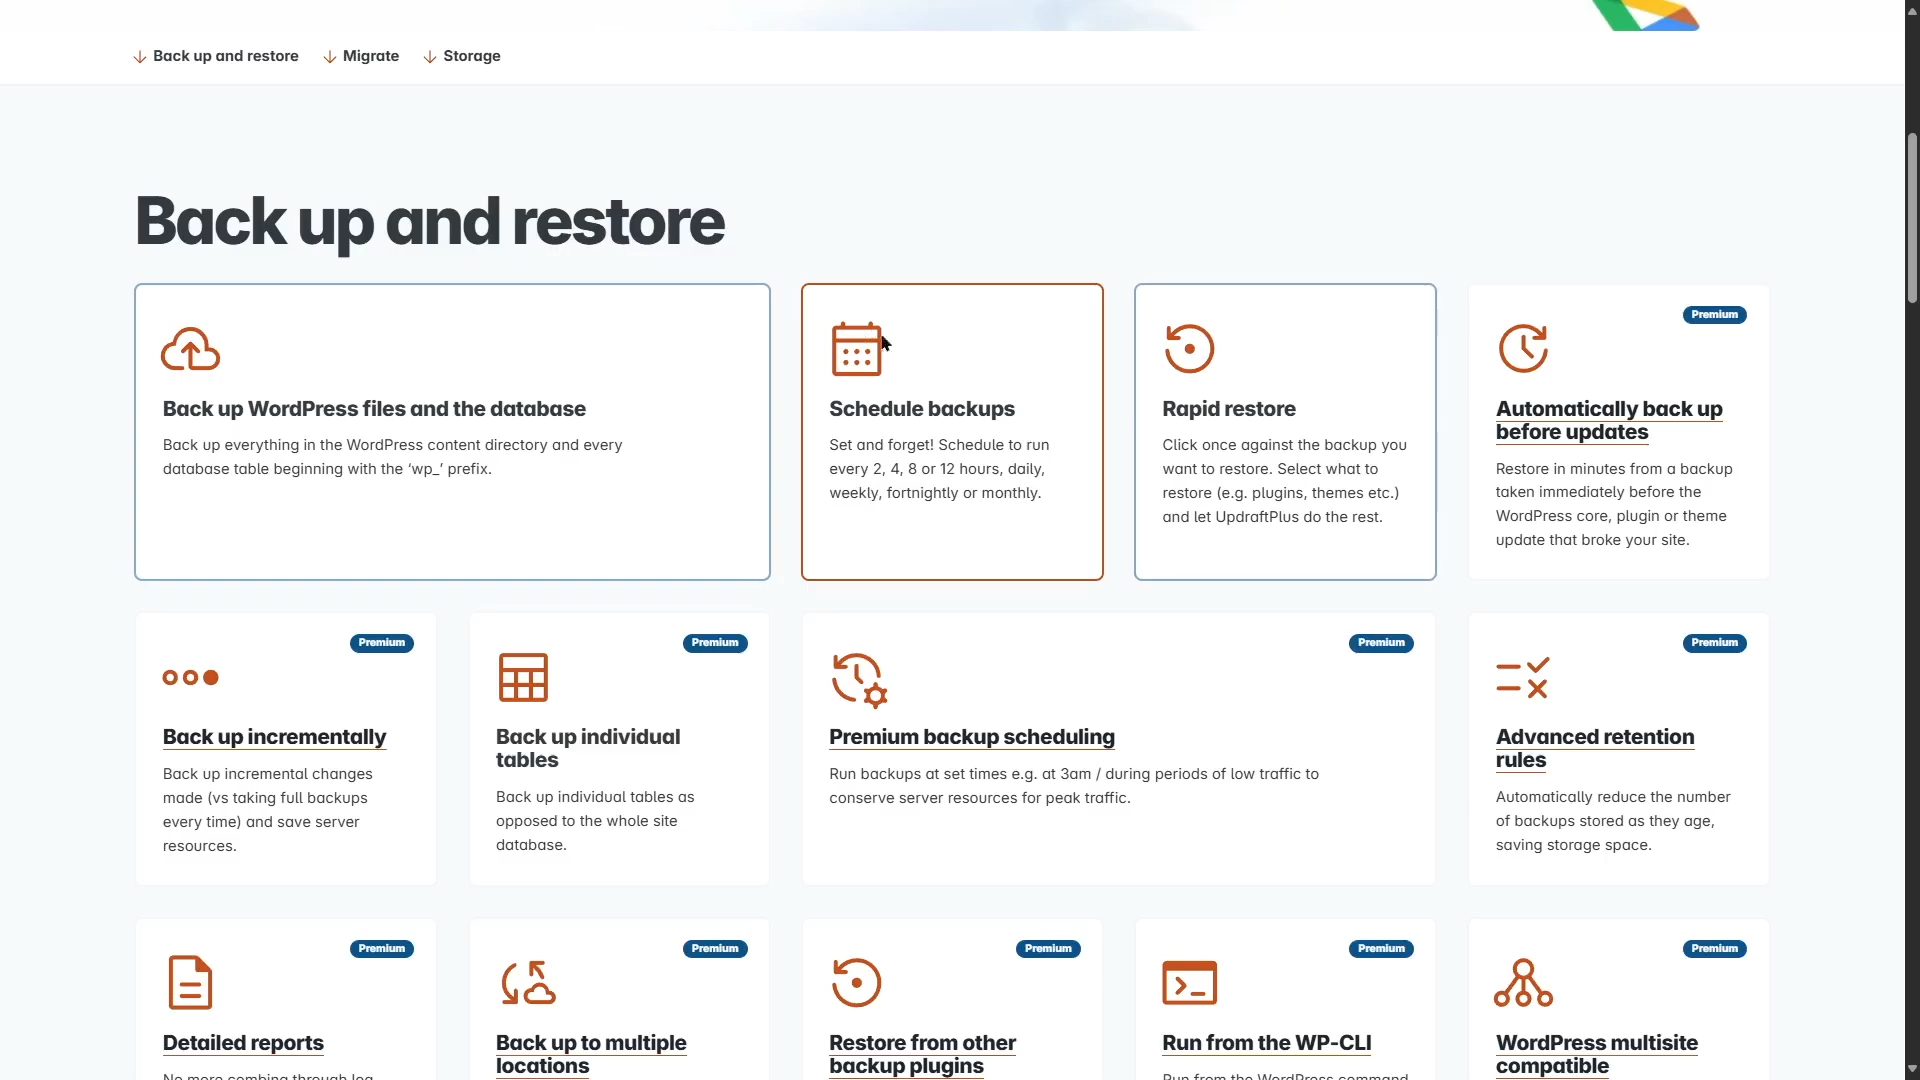 Back up and restore
Migrate
Storage
Back up and restore
Back up WordPress files and the database
Back up everything in the WordPress content directory and every
database table beginning with the ‘wp_’ prefix.
Schedule backups
Set and forget! Schedule to run
every 2, 4, 8 or 12 hours, daily,
weekly, fortnightly or monthly.
Rapid restore
Click once against the backup you
want to restore. Select what to
restore (e.g. plugins, themes etc.)
and let UpdraftPlus do the rest.
Premium
Automatically back up
before updates
Restore in minutes from a backup
taken immediately before the
WordPress core, plugin or theme
update that broke your site.
Premium
Back up incrementally
Back up incremental changes
made (vs taking full backups
every time) and save server
resources.
Premium
Back up individual
tables
Back up individual tables as
opposed to the whole site
database.
Premium
Premium backup scheduling
Run backups at set times e.g. at 3am / during periods of low traffic to
conserve server resources for peak traffic.
Premium
Advanced retention
rules
Automatically reduce the number
of backups stored as they age,
saving storage space.
Premium
Detailed reports
No more combing through log
Premium
Back up to multiple
locations
Premium
Restore from other
backup plugins
Premium
Run from the WP-CLI
Run from the WordPress command
Premium
WordPress multisite
compatible